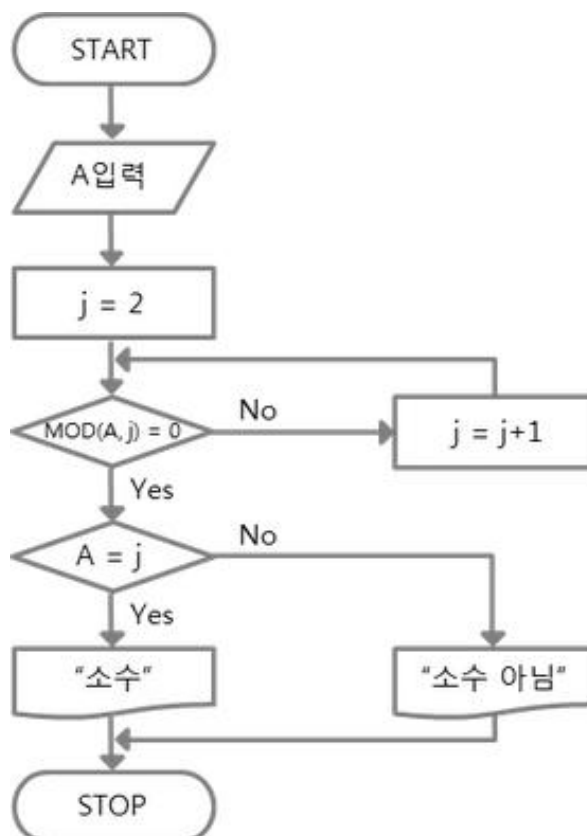 START
A입력
j = 2
MOD(A, j) = 0
No
j = j+1
Yes
A = j
No
Yes
“소수”
“소수 아님”
STOP